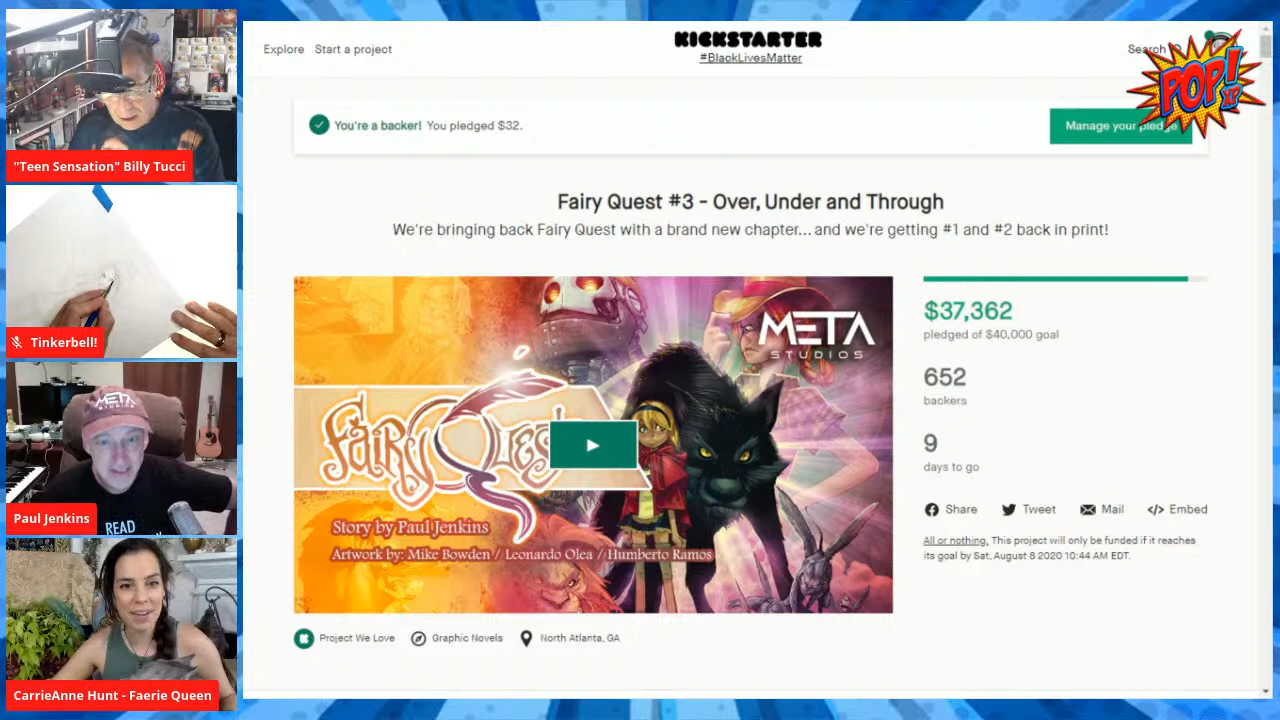 "Teen Sensation" Billy Tucci
Tinkerbell!
META
STUDIOS
READ
Paul Jenkins
CarrieAnne Hunt - Faerie Queen
Explore Start a project
KICKSTARTER
#BlackLivesMatter
Search
POP! XP
You're a backer! You pledged $32.
Manage your pledge
Fairy Quest #3 - Over, Under and Through
We're bringing back Fairy Quest with a brand new chapter... and we're getting #1 and #2 back in print!
META
STUDIOS
FAIRY QUEST
Story by Paul Jenkins
Artwork by: Mike Bowden / Leonardo Olea / Humberto Ramos
$37,362
pledged of $40,000 goal
652
backers
9
days to go
Share Tweet Mail </> Embed
All or nothing. This project will only be funded if it reaches
its goal by Sat, August 8 2020 10:44 AM EDT.
Project We Love Graphic Novels North Atlanta, GA